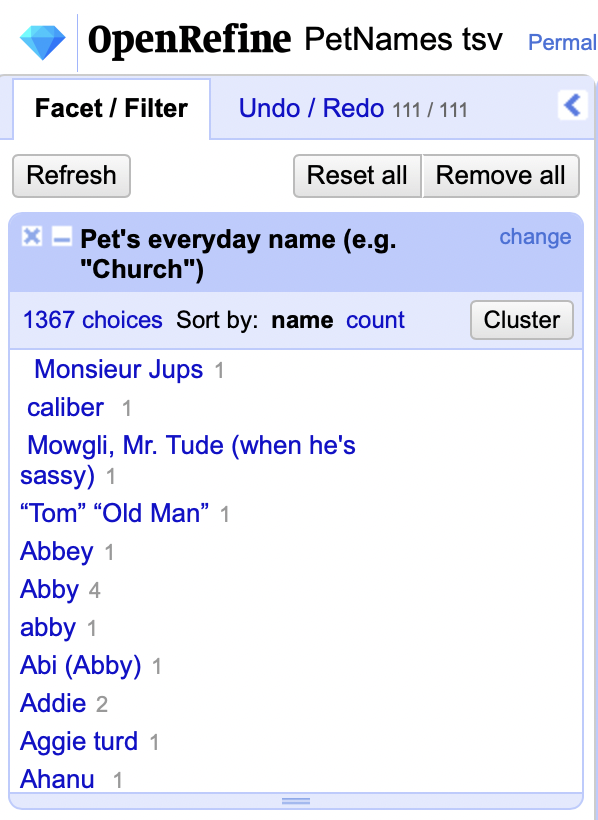 OpenRefine PetNames tsv Permal
Facet / Filter Undo / Redo 111 / 111
Refresh Reset all Remove all
Pet's everyday name (e.g. change
"Church")
1367 choices Sort by: name count Cluster
Monsieur Jups 1
caliber 1
Mowgli, Mr. Tude (when he's
sassy) 1
“Tom” “Old Man” 1
Abbey 1
Abby 4
abby 1
Abi (Abby) 1
Addie 2
Aggie turd 1
Ahanu 1